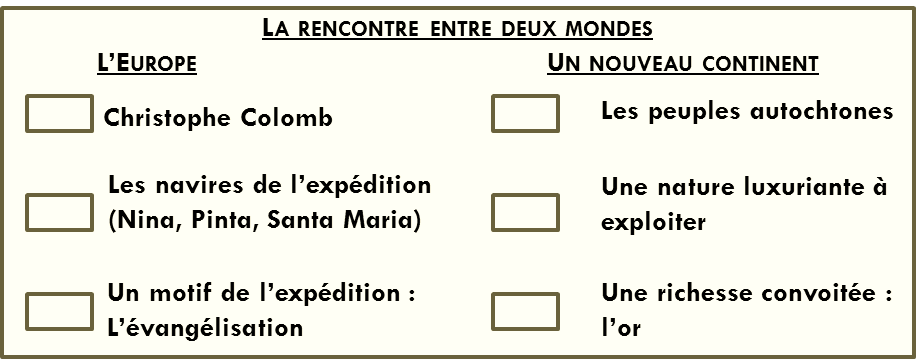 LA RENCONTRE ENTRE DEUX MONDES
L'EUROPE
Christophe Colomb
Les navires de l'expédition
(Nina, Pinta, Santa Maria)
Un motif de l'expédition :
L'évangélisation
UN NOUVEAU CONTINENT
Les peuples autochtones
Une nature luxuriante à
exploiter
Une richesse convoitée :
l'or